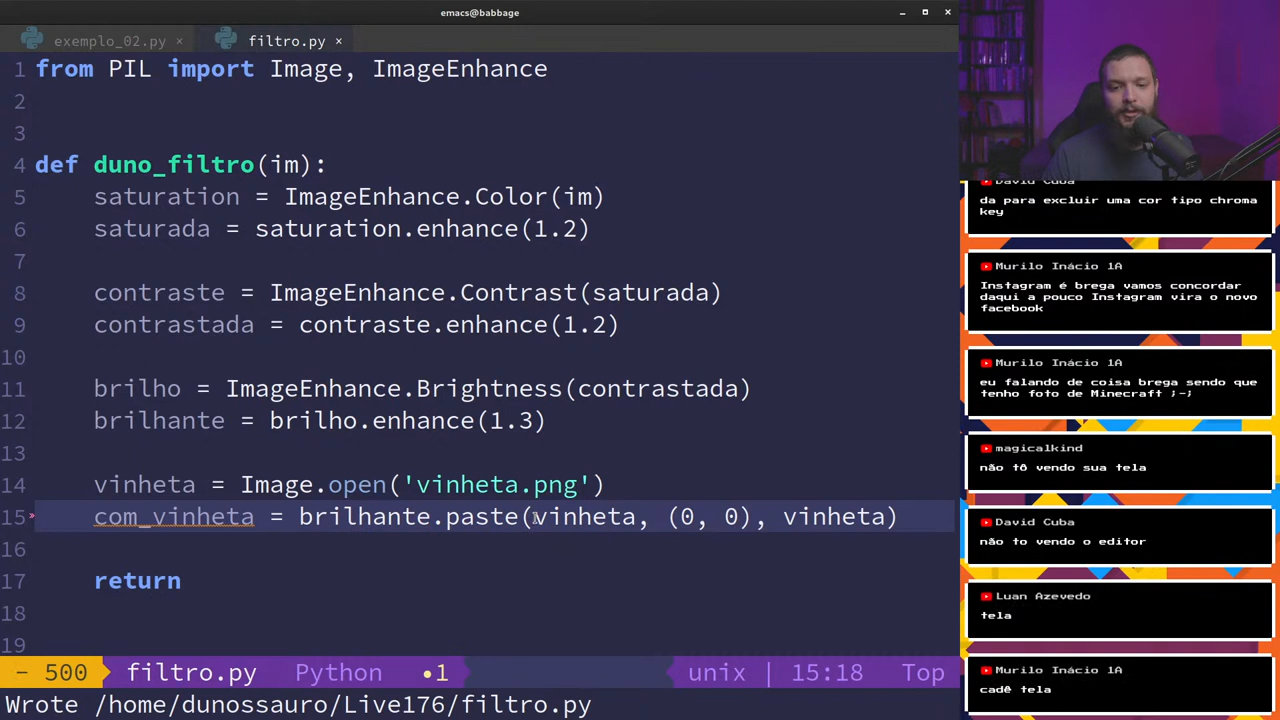 emacs@babbage
exemplo_02.py ×
filtro.py ×
1 from PIL import Image, ImageEnhance
2
3
4 def duno_filtro(im):
5 saturation = ImageEnhance.Color(im)
6 saturada = saturation.enhance(1.2)
7
8 contraste = ImageEnhance.Contrast(saturada)
9 contrastada = contraste.enhance(1.2)
10
11 brilho = ImageEnhance.Brightness(contrastada)
12 brilhante = brilho.enhance(1.3)
13
14 vinheta = Image.open('vinheta.png')
15 com_vinheta = brilhante.paste(vinheta, (0, 0), vinheta)
16
17 return
18
19
- 500 filtro.py Python •1 unix | 15:18 Top
Wrote /home/dunossauro/Live176/filtro.py
David Cuba
da para excluir uma cor tipo chroma
key
Murilo Inácio 1A
Instagram é brega vamos concordar
daqui a pouco Instagram vira o novo
facebook
Murilo Inácio 1A
eu falando de coisa brega sendo que
tenho foto de Minecraft ;-;
magicalkind
não tô vendo sua tela
David Cuba
não to vendo o editor
Luan Azevedo
tela
Murilo Inácio 1A
cadê tela